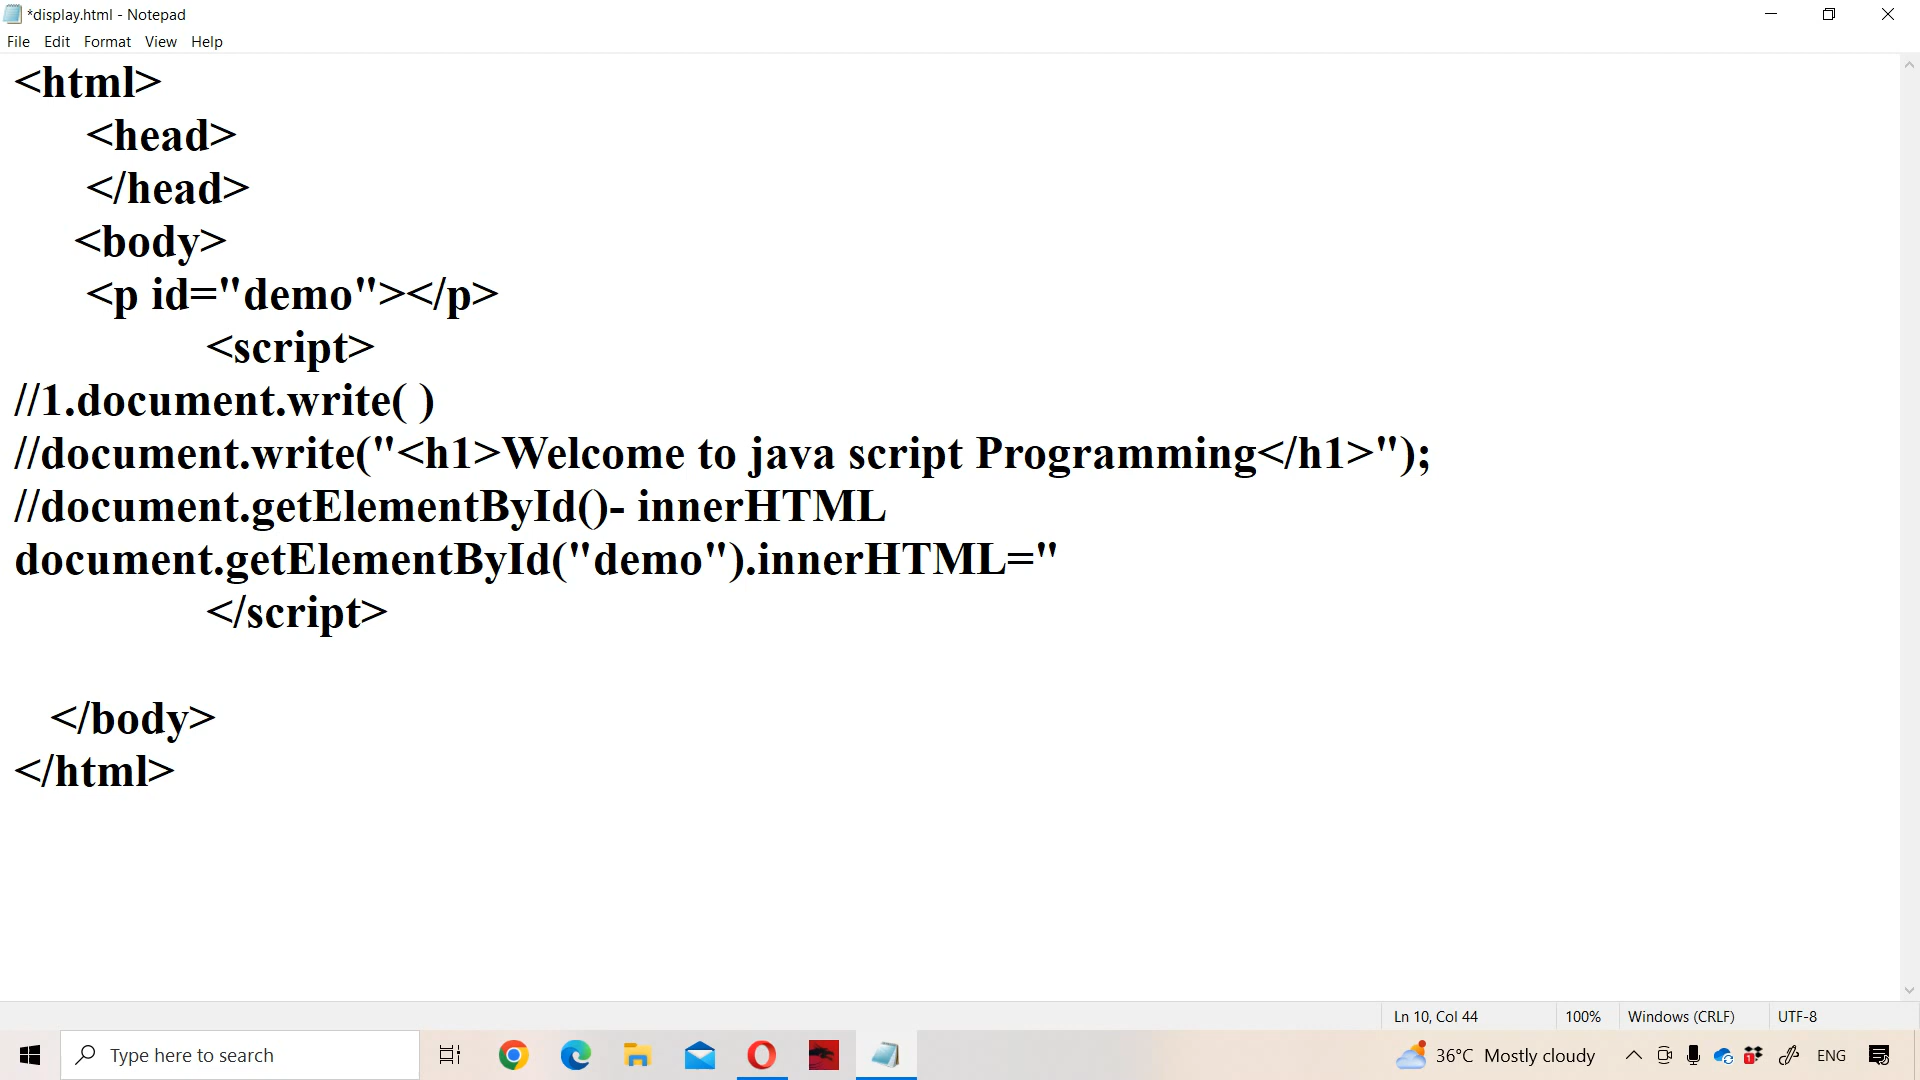 *display.html - Notepad
File Edit Format View Help
<html>
<head>
</head>
<body>
<p id="demo"></p>
<script>
//1.document.write( )
//document.write("<h1>Welcome to java script Programming</h1>");
//document.getElementById()- innerHTML
document.getElementById("demo").innerHTML="
</script>
</body>
</html>
Ln 10, Col 44 100% Windows (CRLF) UTF-8
Type here to search 36°C Mostly cloudy 1 ENG